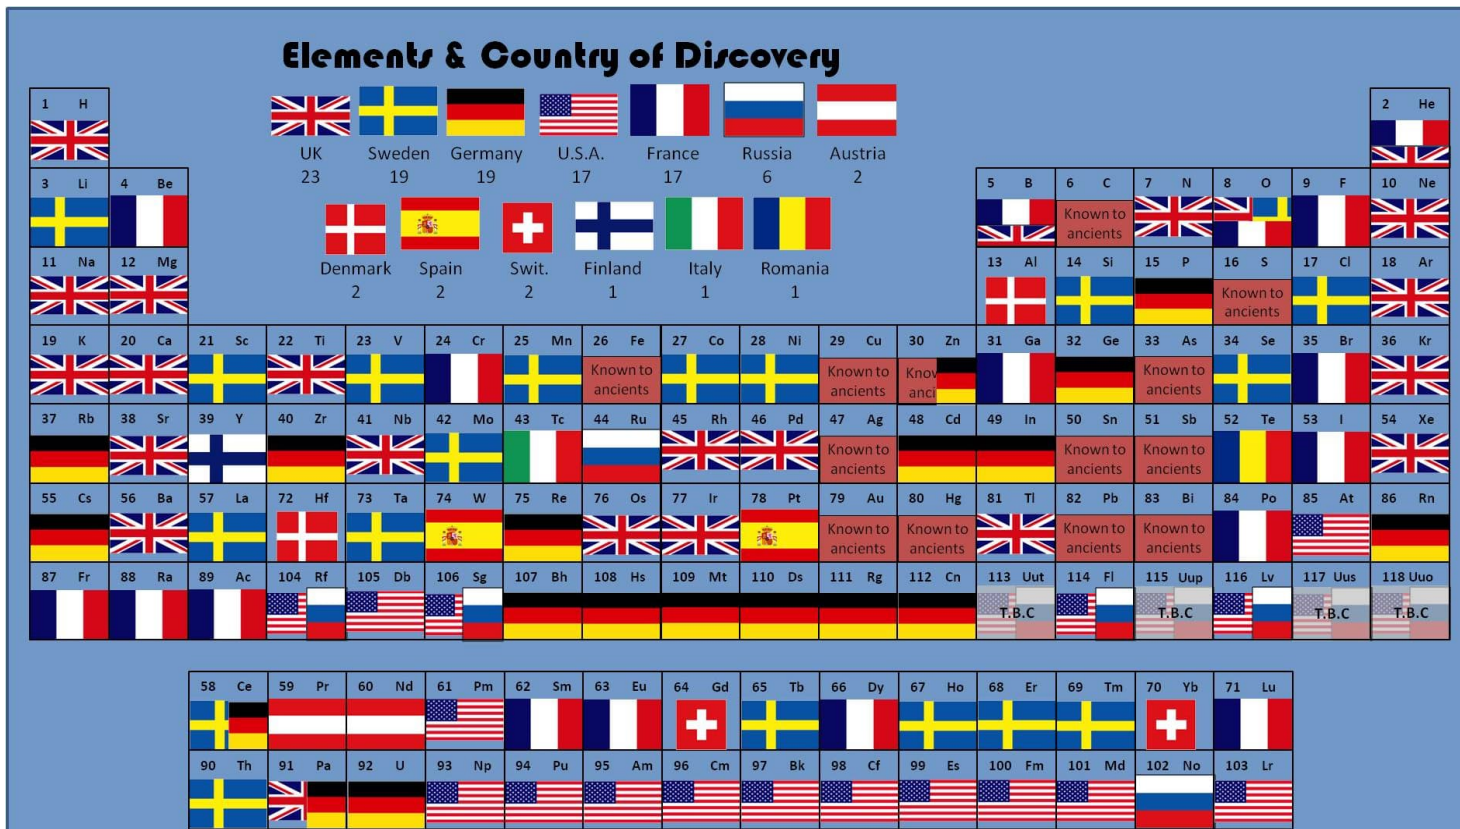 Elements & Country of Discovery
1 H
2 He
UK Sweden Germany U.S.A. France Russia Austria
23 19 19 17 17 6 2
3 Li 4 Be 5 B 6 C 7 N 8 O 9 F 10 Ne
Known to
ancients
Denmark Spain Swit. Finland Italy Romania
2 2 2 1 1 1
11 Na 12 Mg 13 Al 14 Si 15 P 16 S 17 Cl 18 Ar
Known to
ancients
19 K 20 Ca 21 Sc 22 Ti 23 V 24 Cr 25 Mn 26 Fe 27 Co 28 Ni 29 Cu 30 Zn 31 Ga 32 Ge 33 As 34 Se 35 Br 36 Kr
Known to Known to Know Known to
ancients ancients anci ancients
37 Rb 38 Sr 39 Y 40 Zr 41 Nb 42 Mo 43 Tc 44 Ru 45 Rh 46 Pd 47 Ag 48 Cd 49 In 50 Sn 51 Sb 52 Te 53 I 54 Xe
Known to Known to Known to
ancients ancients ancients
55 Cs 56 Ba 57 La 72 Hf 73 Ta 74 W 75 Re 76 Os 77 Ir 78 Pt 79 Au 80 Hg 81 Tl 82 Pb 83 Bi 84 Po 85 At 86 Rn
Known to Known to Known to Known to
ancients ancients ancients ancients
87 Fr 88 Ra 89 Ac 104 Rf 105 Db 106 Sg 107 Bh 108 Hs 109 Mt 110 Ds 111 Rg 112 Cn 113 Uut 114 Fl 115 Uup 116 Lv 117 Uus 118 Uuo
T.B.C T.B.C T.B.C T.B.C
58 Ce 59 Pr 60 Nd 61 Pm 62 Sm 63 Eu 64 Gd 65 Tb 66 Dy 67 Ho 68 Er 69 Tm 70 Yb 71 Lu
90 Th 91 Pa 92 U 93 Np 94 Pu 95 Am 96 Cm 97 Bk 98 Cf 99 Es 100 Fm 101 Md 102 No 103 Lr